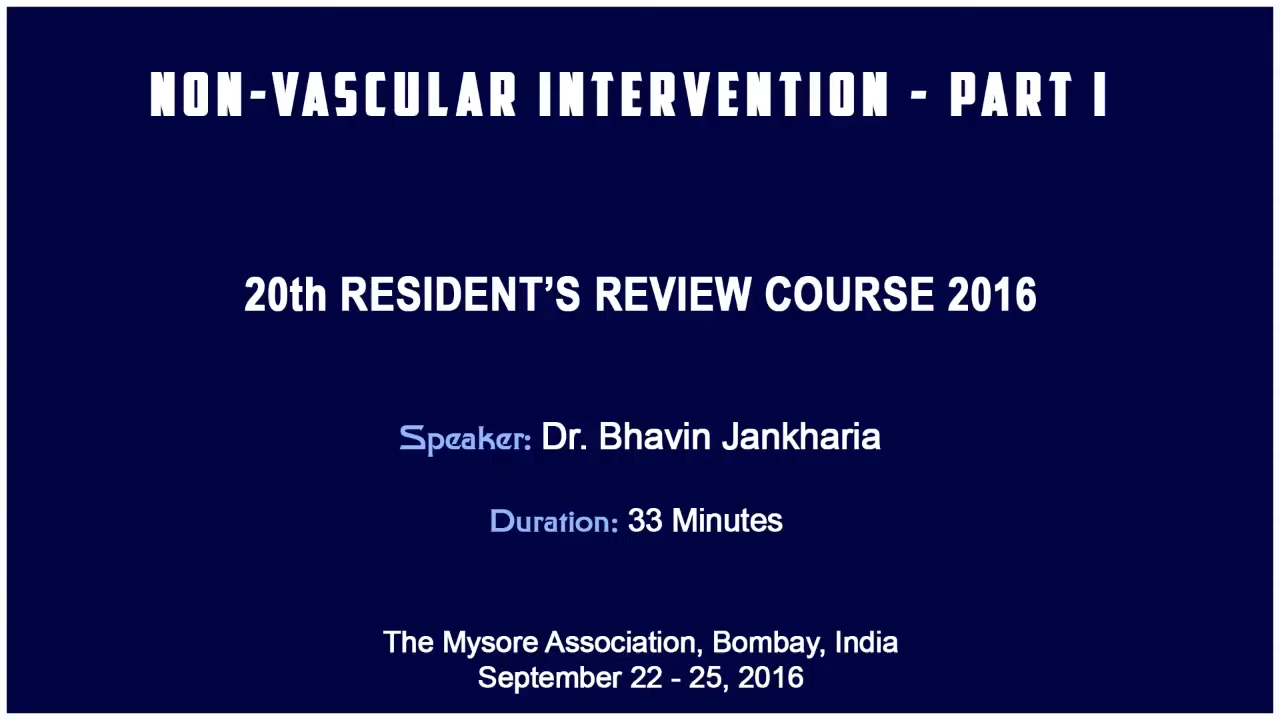 NON-VASCULAR INTERVENTION - PART I
20th RESIDENT’S REVIEW COURSE 2016
Speaker: Dr. Bhavin Jankharia
Duration: 33 Minutes
The Mysore Association, Bombay, India
September 22 - 25, 2016